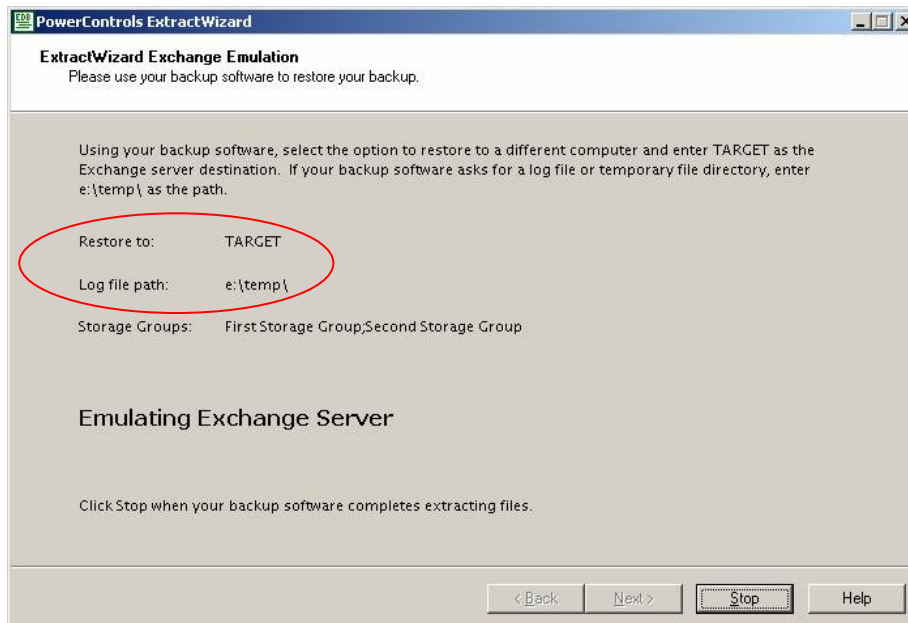 EDB PowerControls ExtractWizard
ExtractWizard Exchange Emulation
Please use your backup software to restore your backup.
Using your backup software, select the option to restore to a different computer and enter TARGET as the
Exchange server destination. If your backup software asks for a log file or temporary file directory, enter
e:\temp\ as the path.
Restore to: TARGET
Log file path: e:\temp\
Storage Groups: First Storage Group;Second Storage Group
Emulating Exchange Server
Click Stop when your backup software completes extracting files.
< Back Next > Stop Help